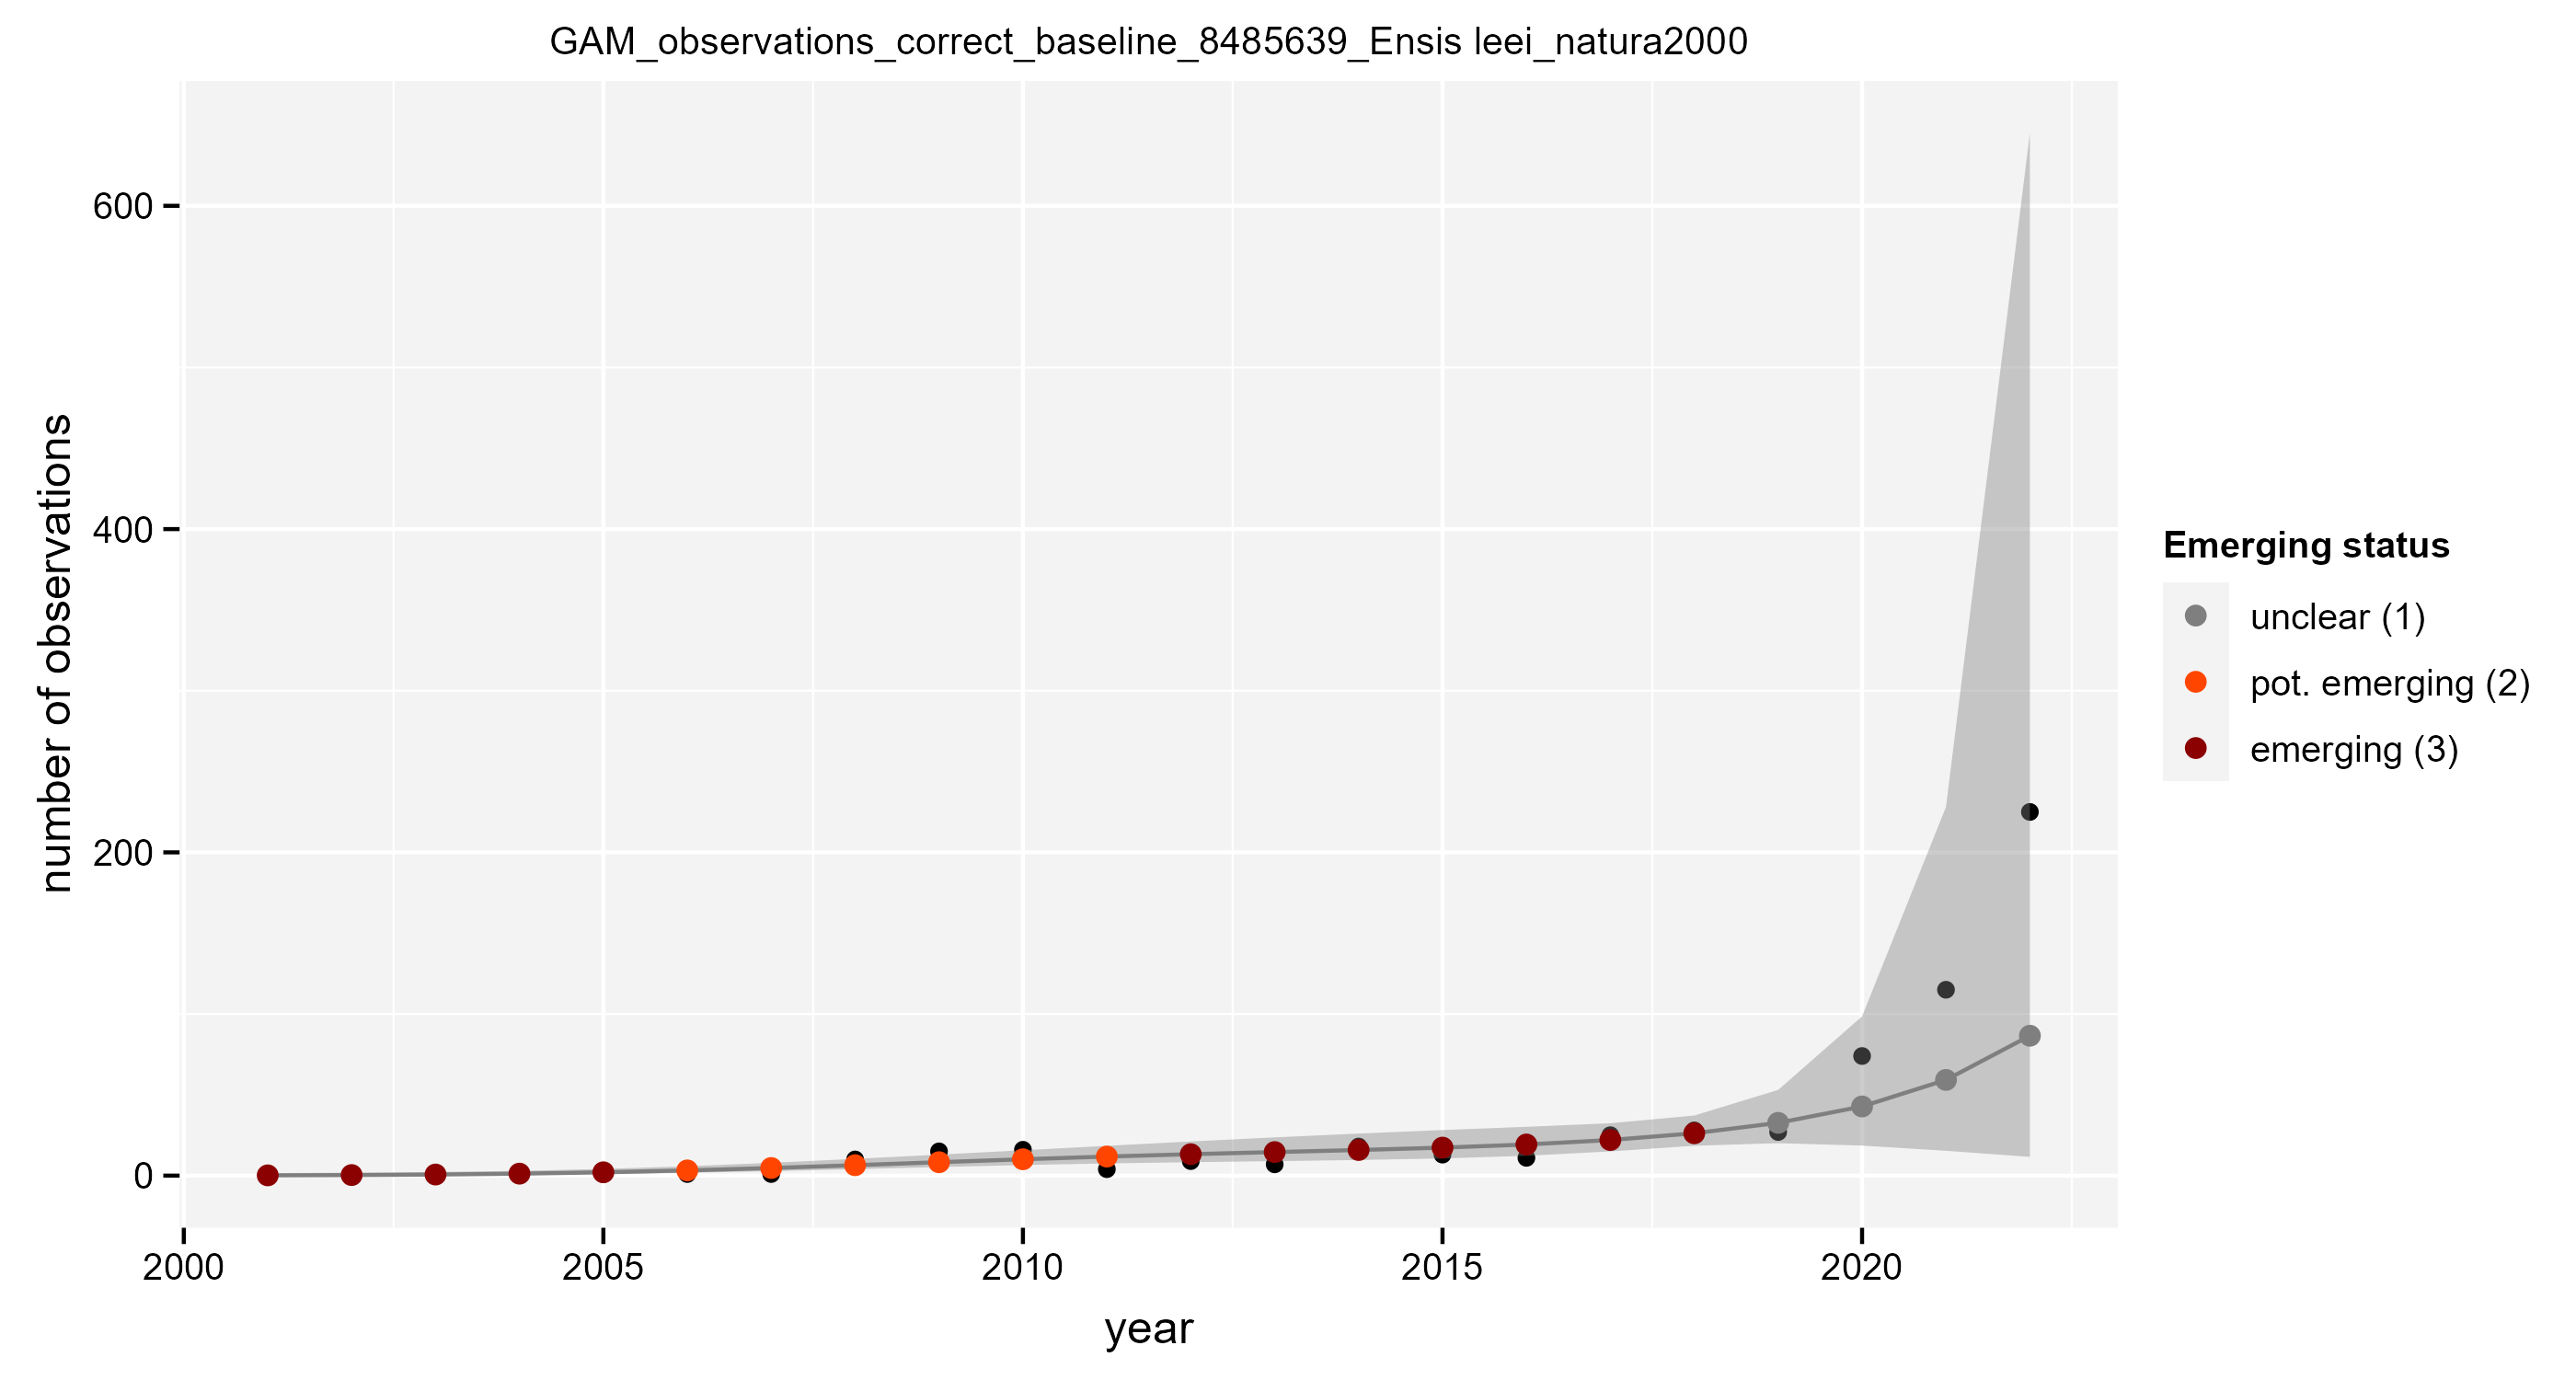 GAM_observations_correct_baseline_8485639_Ensis leei_natura2000
number of observations
600
400
200
0
2000 2005 2010 2015 2020
year
Emerging status
unclear (1)
pot. emerging (2)
emerging (3)